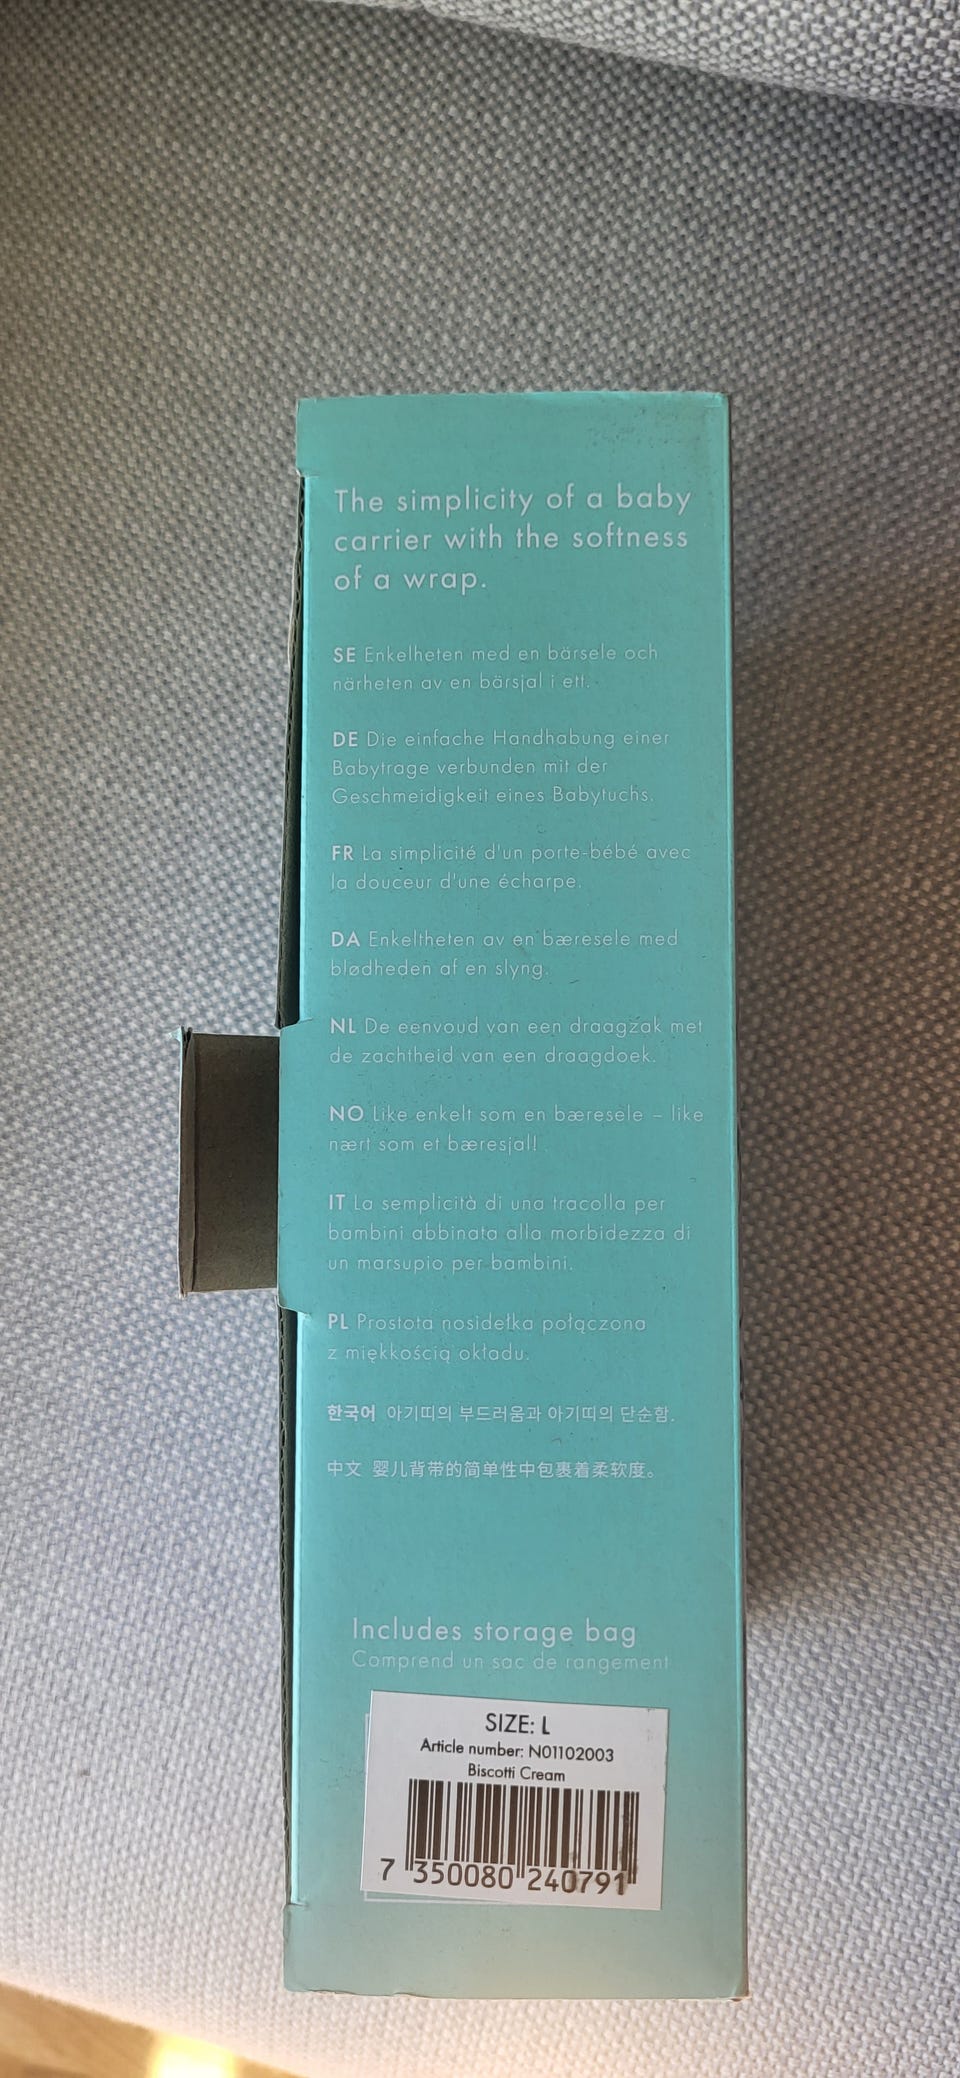 The simplicity of a baby
carrier with the softness
of a wrap.
SE Enkelheten med en bärsele och
närheten av en bärsjal i ett.
DE Die einfache Handhabung einer
Babytrage verbunden mit der
Geschmeidigkeit eines Babytuchs.
FR La simplicité d'un porte-bébé avec
la douceur d'une écharpe.
DA Enkeltheten av en bæresele med
blødheden af en slyng.
NL De eenvoud van een draagzak met
de zachtheid van een draagdoek.
NO Like enkelt som en bæresele – like
nært som et bæresjal!
IT La semplicità di una tracolla per
bambini abbinata alla morbidezza di
un marsupio per bambini.
PL Prostota nosidełka połączona
z miękkością okładu.
한국어 아기띠의 부드러움과 아기띠의 단순함.
中文 婴儿背带的简单性中包裹着柔软度。
Includes storage bag
Comprend un sac de rangement
SIZE: L
Article number: N01102003
Biscotti Cream
7 350080 240791